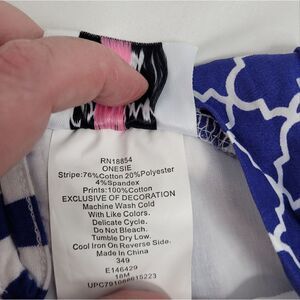 RN18854
ONESIE
Stripe:76%Cotton 20%Polyester
4%Spandex
Prints:100%Cotton
EXCLUSIVE OF DECORATION
Machine Wash Cold
With Like Colors.
Delicate Cycle.
Do Not Bleach.
Tumble Dry Low.
Cool Iron On Reverse Side.
Made In China
349
E146429
18M